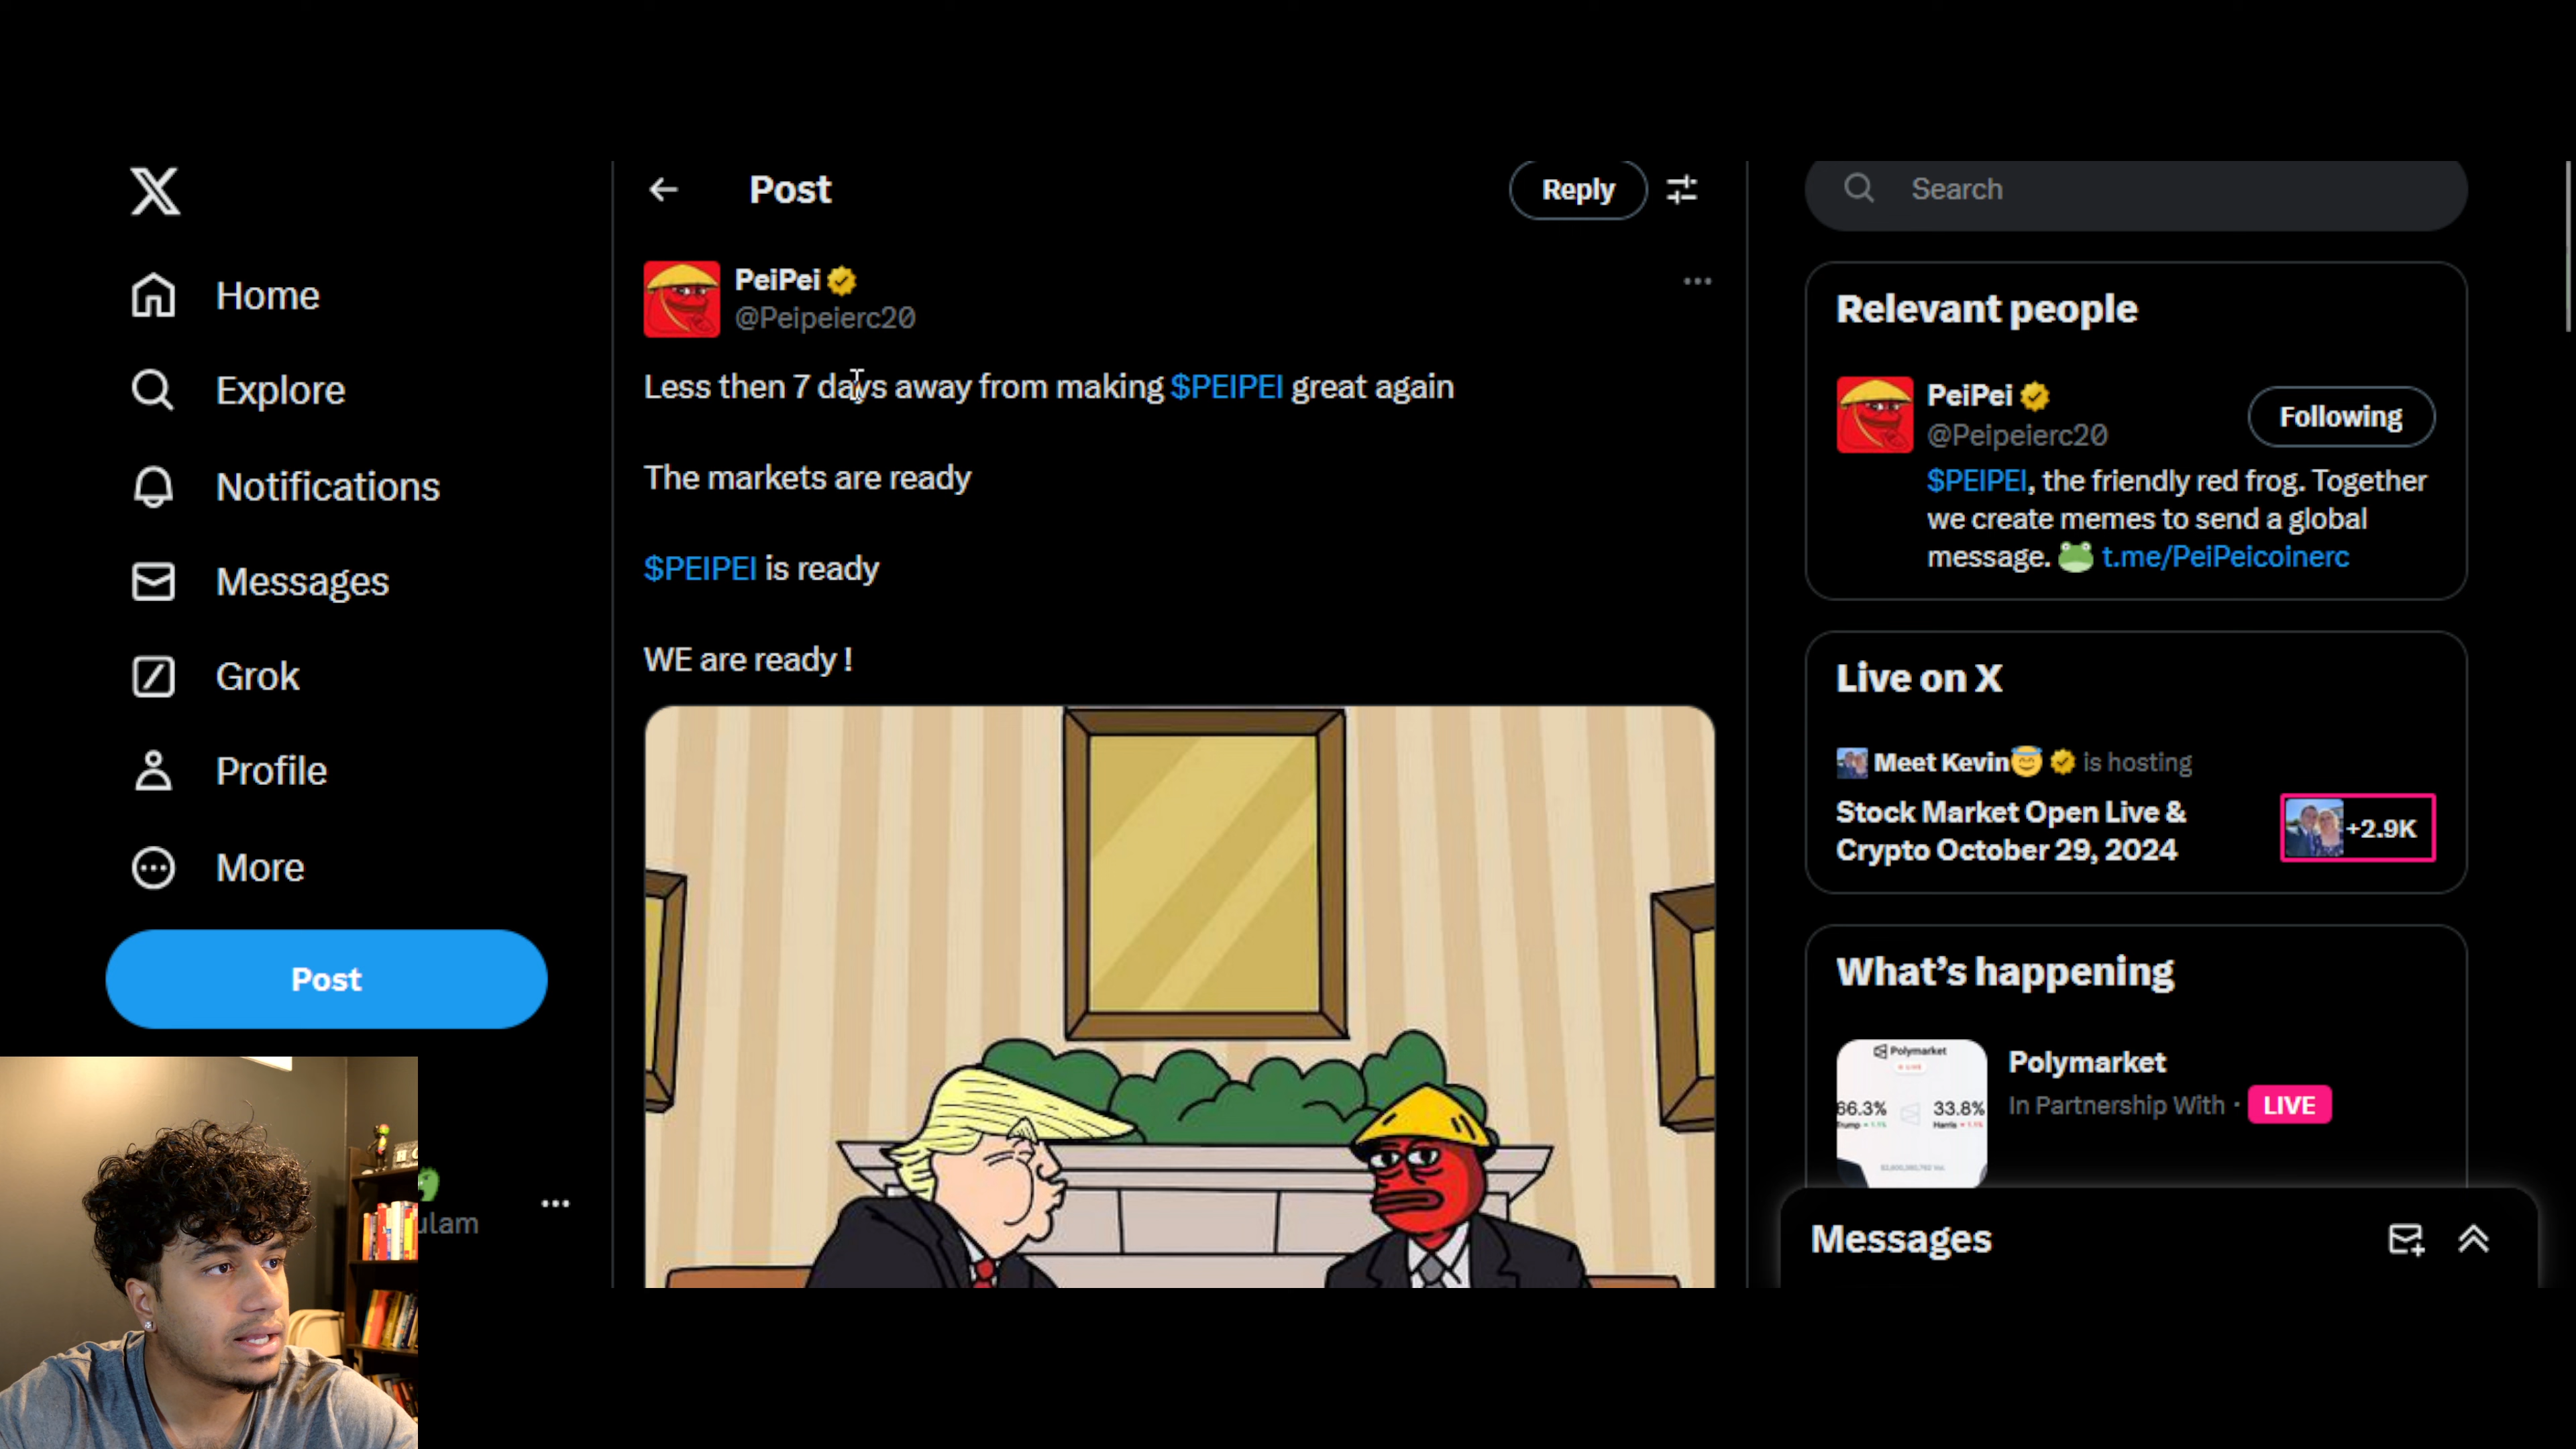 Home
Explore
Notifications
Messages
Grok
Profile
More
Post
ulam
Post
Reply
PeiPei
@Peipeierc20
Less then 7 days away from making $PEIPEI great again
The markets are ready
$PEIPEI is ready
WE are ready !
Search
Relevant people
PeiPei
@Peipeierc20
Following
$PEIPEI, the friendly red frog. Together
we create memes to send a global
message. 🐸 t.me/PeiPeicoinerc
Live on X
Meet Kevin😇 is hosting
Stock Market Open Live &
Crypto October 29, 2024
+2.9K
What's happening
Polymarket
LIVE
66.3% 33.8%
Trump Harris
Polymarket
In Partnership With · LIVE
Messages